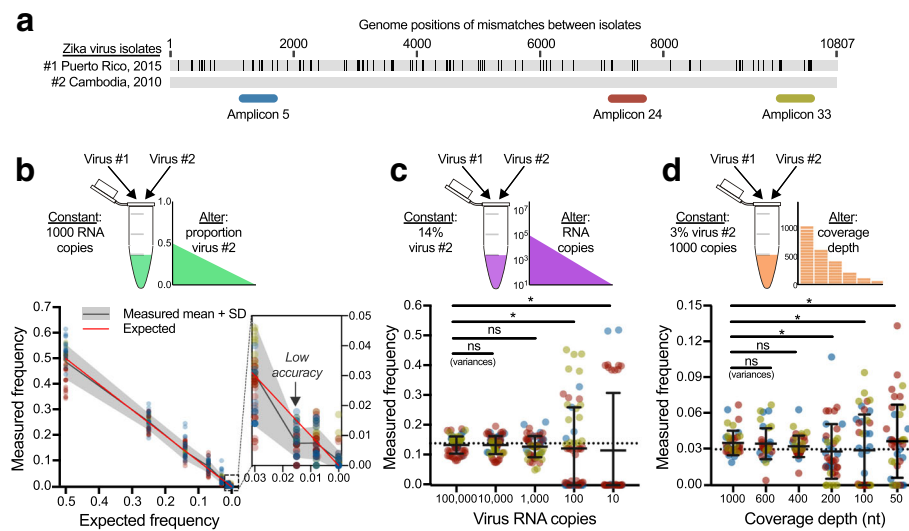 a
Genome positions of mismatches between isolates
Zika virus isolates
1 2000 4000 6000 8000 10807
#1 Puerto Rico, 2015
#2 Cambodia, 2010
Amplicon 5 Amplicon 24 Amplicon 33
b
Virus #1 Virus #2
Constant:
1000 RNA
copies
1.0
0.5
0.0
Alter:
proportion
virus #2
Measured frequency
0.7
0.6
0.5
0.4
0.3
0.2
0.1
0.0
Measured mean + SD
Expected
0.5 0.4 0.3 0.2 0.1 0.0
Expected frequency
Low
accuracy
0.05
0.04
0.03
0.02
0.01
0.00
0.03 0.02 0.01 0.00
c
Virus #1 Virus #2
Constant:
14%
virus #2
10⁷
10⁵
10³
10¹
Alter:
RNA
copies
Measured frequency
0.6
0.5
0.4
0.3
0.2
0.1
0.0
*
*
ns
ns
(variances)
100,000 10,000 1,000 100 10
Virus RNA copies
d
Virus #1 Virus #2
Constant:
3% virus #2
1000 copies
1000
500
0
Alter:
coverage
depth
Measured frequency
0.15
0.12
0.09
0.06
0.03
0.00
*
*
*
ns
ns
(variances)
1000 600 400 200 100 50
Coverage depth (nt)